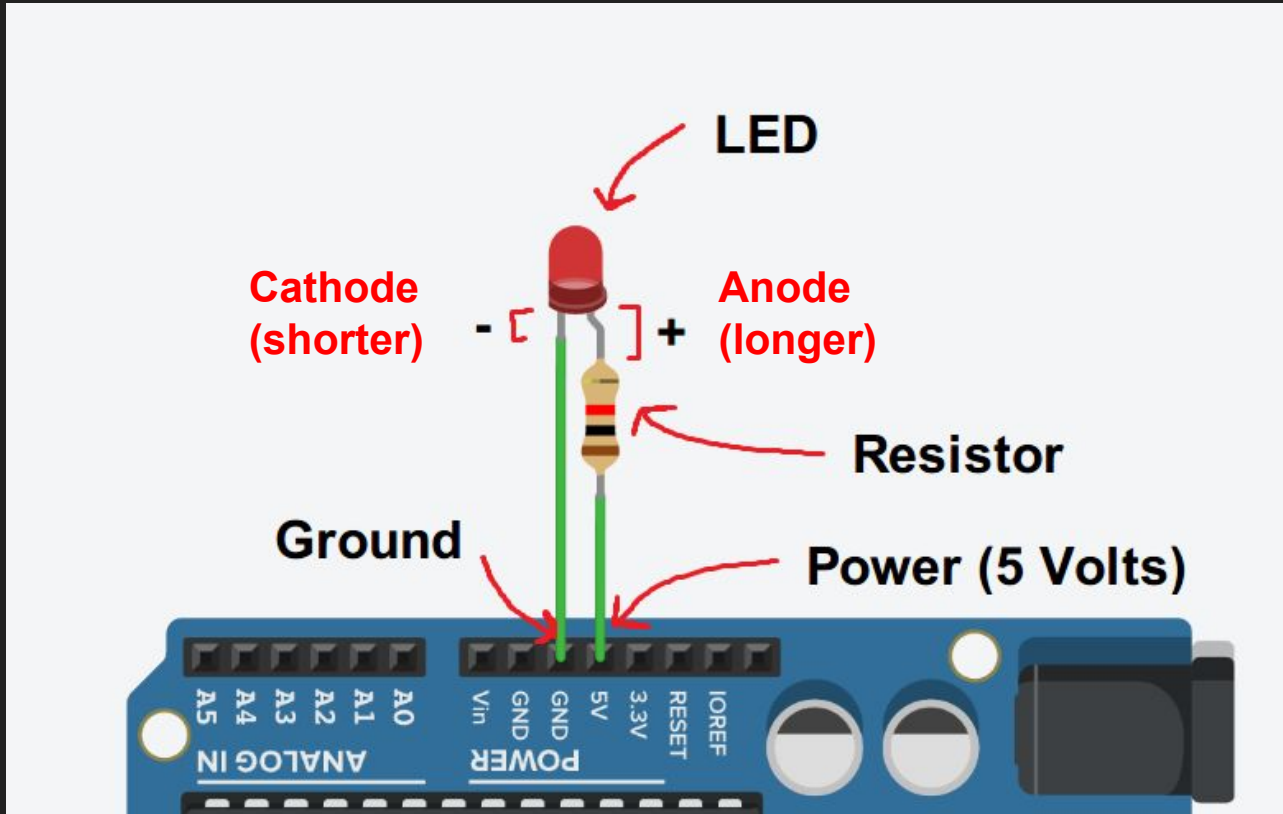 LED
Cathode
(shorter)
-
+
Anode
(longer)
Resistor
Ground
Power (5 Volts)
A5
A4
A3
A2
A1
A0
Vin
GND
GND
5V
3.3V
RESET
IOREF
ANALOG IN
POWER